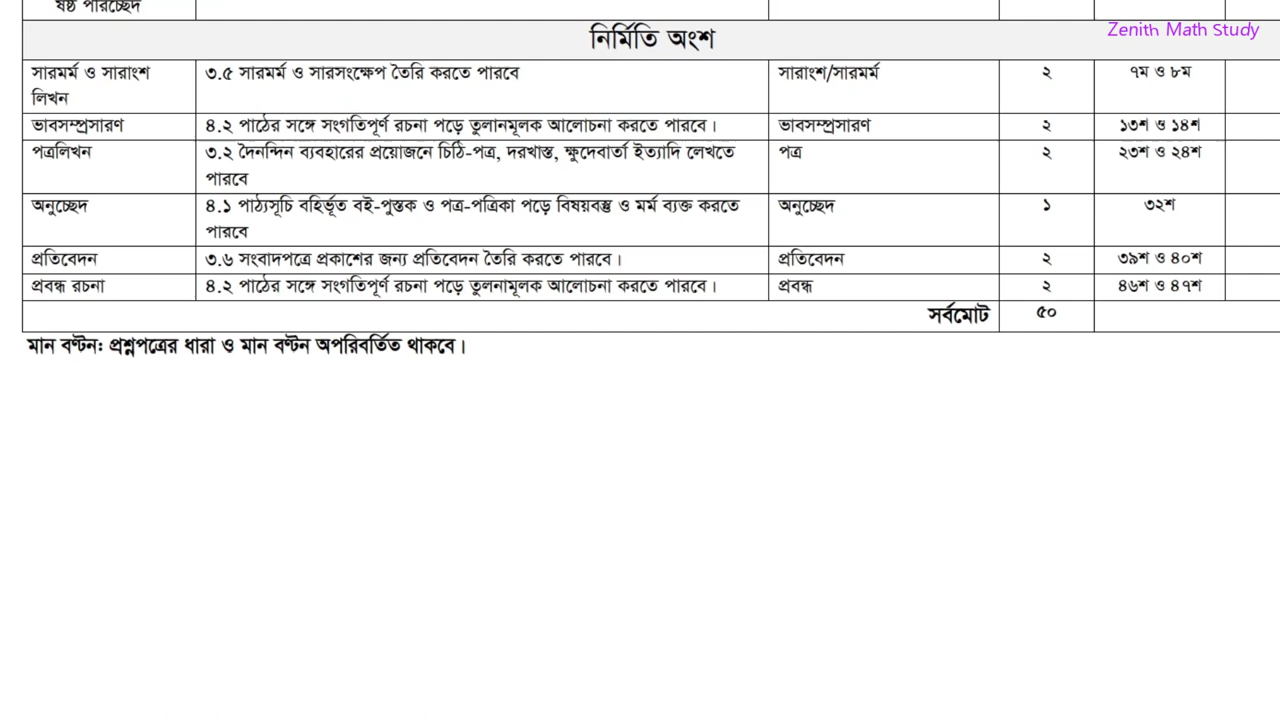 ষষ্ঠ পারচ্ছেদ
Zenith Math Study
নির্মিতি অংশ
সারমর্ম ও সারাংশ লিখন	৩.৫ সারমর্ম ও সারসংক্ষেপ তৈরি করতে পারবে	সারাংশ/সারমর্ম	২	৭ম ও ৮ম
ভাবসম্প্রসারণ	৪.২ পাঠের সঙ্গে সংগতিপূর্ণ রচনা পড়ে তুলানমূলক আলোচনা করতে পারবে।	ভাবসম্প্রসারণ	২	১৩শ ও ১৪শ
পত্রলিখন	৩.২ দৈনন্দিন ব্যবহারের প্রয়োজনে চিঠি-পত্র, দরখাস্ত, ক্ষুদেবার্তা ইত্যাদি লেখতে পারবে	পত্র	২	২৩শ ও ২৪শ
অনুচ্ছেদ	৪.১ পাঠ্যসূচি বহির্ভূত বই-পুস্তক ও পত্র-পত্রিকা পড়ে বিষয়বস্তু ও মর্ম ব্যক্ত করতে পারবে	অনুচ্ছেদ	১	৩২শ
প্রতিবেদন	৩.৬ সংবাদপত্রে প্রকাশের জন্য প্রতিবেদন তৈরি করতে পারবে।	প্রতিবেদন	২	৩৯শ ও ৪০শ
প্রবন্ধ রচনা	৪.২ পাঠের সঙ্গে সংগতিপূর্ণ রচনা পড়ে তুলনামূলক আলোচনা করতে পারবে।	প্রবন্ধ	২	৪৬শ ও ৪৭শ
সর্বমোট	৫০
মান বণ্টন: প্রশ্নপত্রের ধারা ও মান বণ্টন অপরিবর্তিত থাকবে।